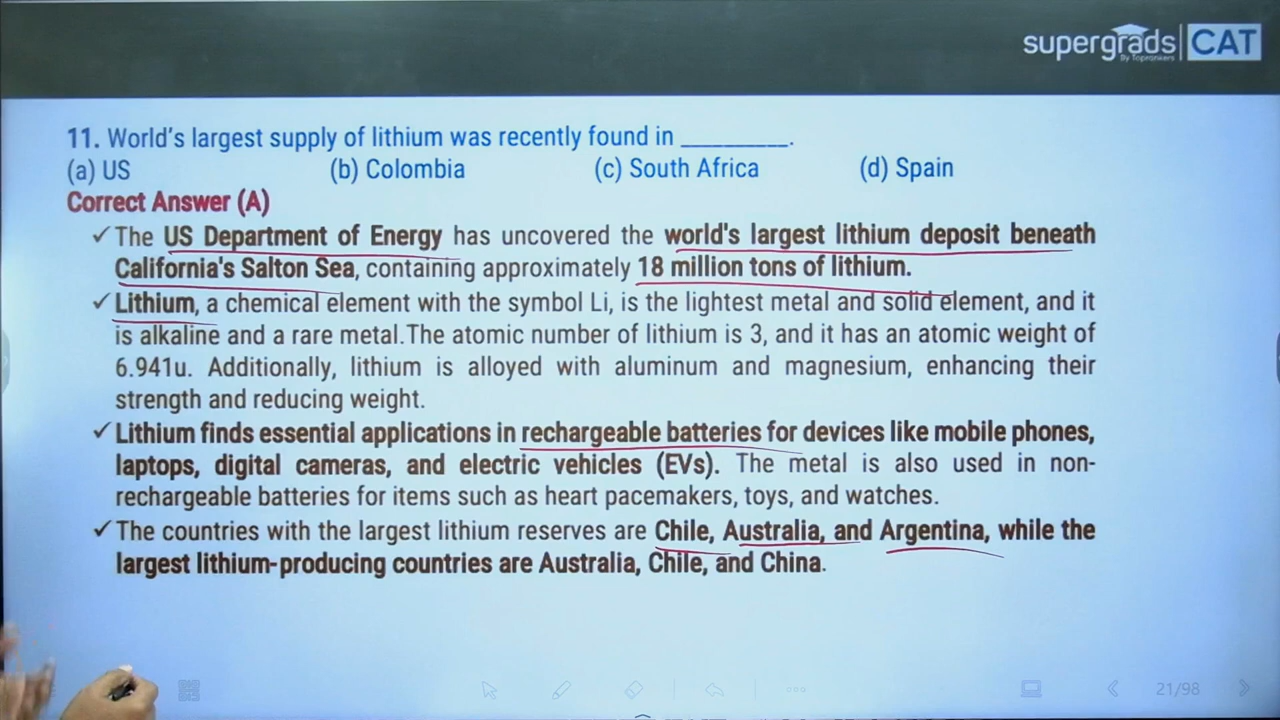 supergrads CAT
By Toprankers
11. World's largest supply of lithium was recently found in __________.
(a) US (b) Colombia (c) South Africa (d) Spain
Correct Answer (A)
✓ The US Department of Energy has uncovered the world's largest lithium deposit beneath
California's Salton Sea, containing approximately 18 million tons of lithium.
✓ Lithium, a chemical element with the symbol Li, is the lightest metal and solid element, and it
is alkaline and a rare metal. The atomic number of lithium is 3, and it has an atomic weight of
6.941u. Additionally, lithium is alloyed with aluminum and magnesium, enhancing their
strength and reducing weight.
✓ Lithium finds essential applications in rechargeable batteries for devices like mobile phones,
laptops, digital cameras, and electric vehicles (EVs). The metal is also used in non-
rechargeable batteries for items such as heart pacemakers, toys, and watches.
✓ The countries with the largest lithium reserves are Chile, Australia, and Argentina, while the
largest lithium-producing countries are Australia, Chile, and China.
21/98